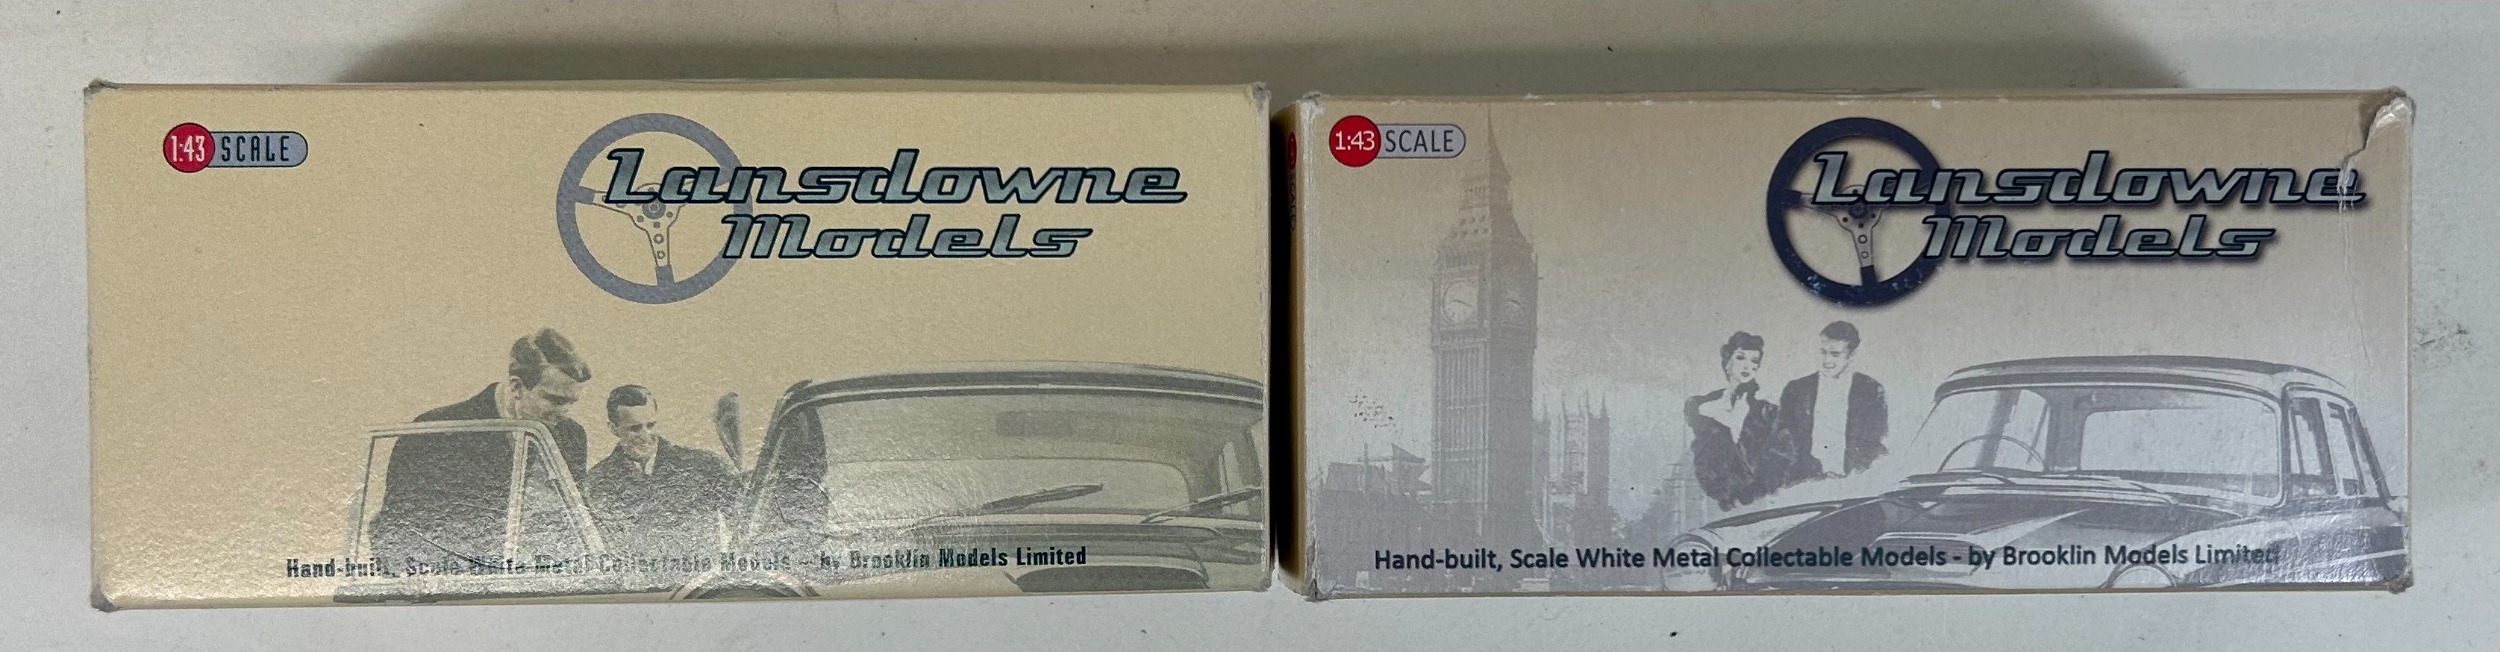 1:43 SCALE
Lansdowne
Models
Hand-built, Scale White Metal Collectable Models - by Brooklin Models Limited
1:43 SCALE
Lansdowne
Models
Hand-built, Scale White Metal Collectable Models - by Brooklin Models Limited